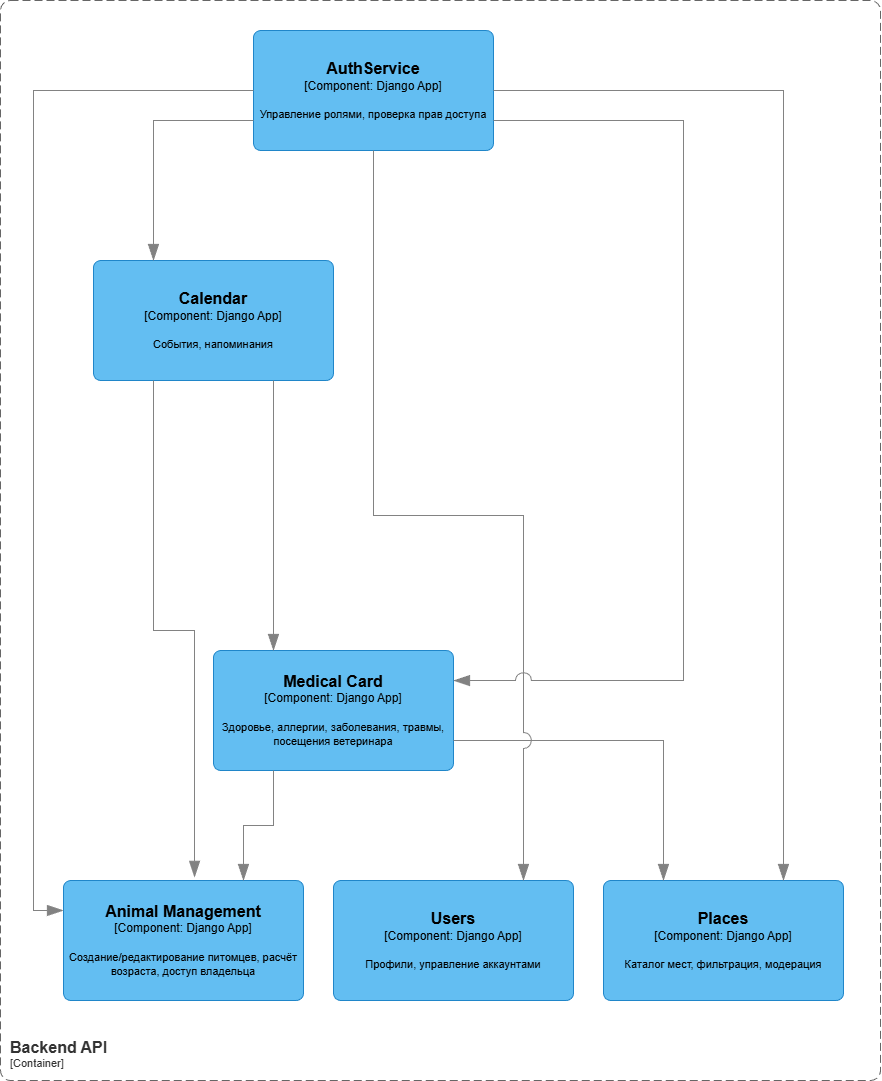 AuthService
[Component: Django App]
Управление ролями, проверка прав доступа
Calendar
[Component: Django App]
События, напоминания
Medical Card
[Component: Django App]
Здоровье, аллергии, заболевания, травмы,
посещения ветеринара
Animal Management
[Component: Django App]
Создание/редактирование питомцев, расчёт
возраста, доступ владельца
Users
[Component: Django App]
Профили, управление аккаунтами
Places
[Component: Django App]
Каталог мест, фильтрация, модерация
Backend API
[Container]